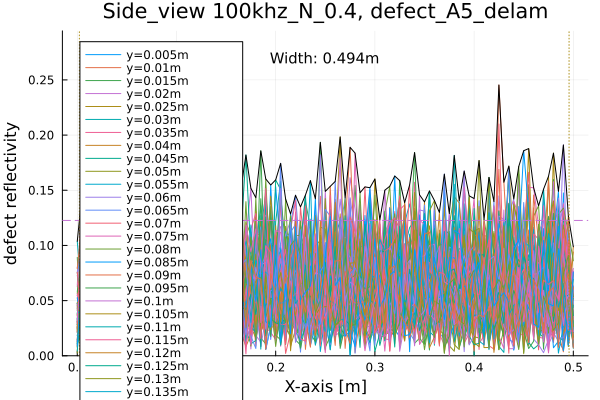 Side_view 100khz_N_0.4, defect_A5_delam
Width: 0.494m
defect reflectivity
0.25
0.20
0.15
0.10
0.05
0.00
y=0.005m
y=0.01m
y=0.015m
y=0.02m
y=0.025m
y=0.03m
y=0.035m
y=0.04m
y=0.045m
y=0.05m
y=0.055m
y=0.06m
y=0.065m
y=0.07m
y=0.075m
y=0.08m
y=0.085m
y=0.09m
y=0.095m
y=0.1m
y=0.105m
y=0.11m
y=0.115m
y=0.12m
y=0.125m
y=0.13m
y=0.135m
0.2 0.3 0.4 0.5
X-axis [m]